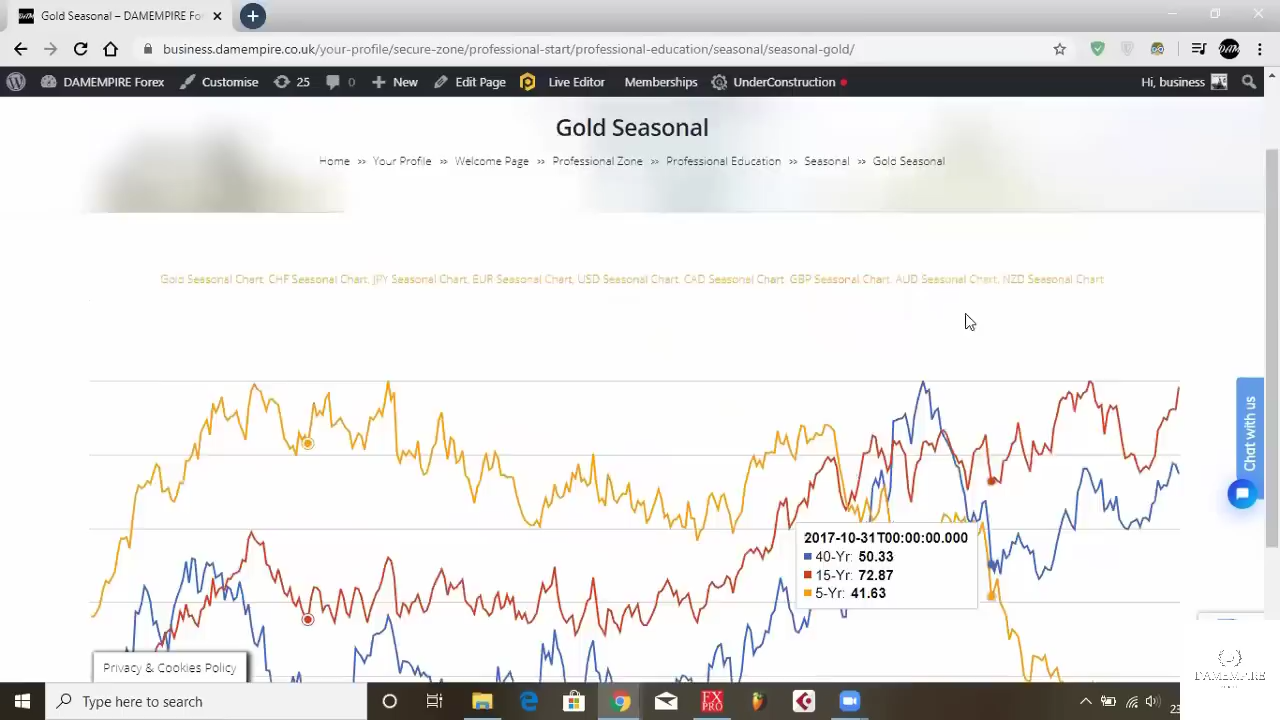 Gold Seasonal – DAMEMPIRE Fo
business.damempire.co.uk/your-profile/secure-zone/professional-start/professional-education/seasonal/seasonal-gold/
DAMEMPIRE Forex Customise 25 0 New Edit Page Live Editor Memberships UnderConstruction Hi, business
Gold Seasonal
Home » Your Profile » Welcome Page » Professional Zone » Professional Education » Seasonal » Gold Seasonal
Gold Seasonal Chart, CHF Seasonal Chart, JPY Seasonal Chart, EUR Seasonal Chart, USD Seasonal Chart, CAD Seasonal Chart, GBP Seasonal Chart, AUD Seasonal Chart, NZD Seasonal Chart
Chat with us
2017-10-31T00:00:00.000
40-Yr: 50.33
15-Yr: 72.87
5-Yr: 41.63
Privacy & Cookies Policy
DAMEMPIRE
Type here to search
FX PRO
23